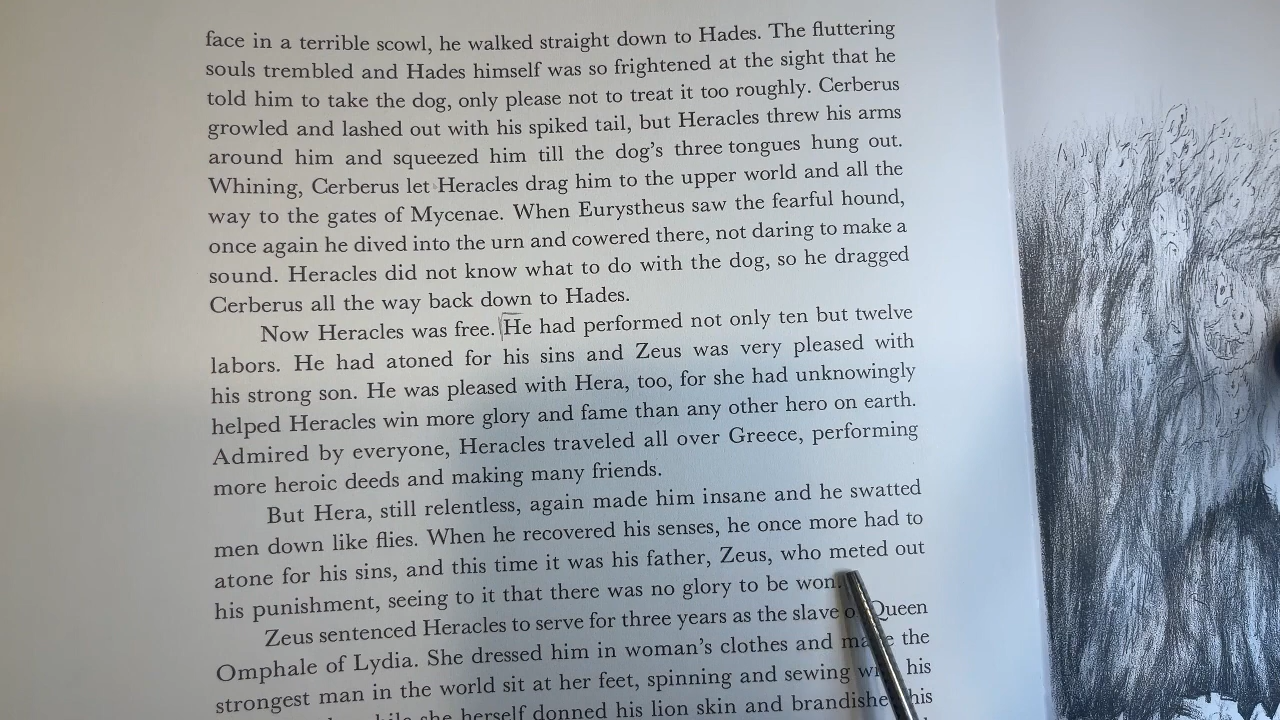 face in a terrible scowl, he walked straight down to Hades. The fluttering
souls trembled and Hades himself was so frightened at the sight that he
told him to take the dog, only please not to treat it too roughly. Cerberus
growled and lashed out with his spiked tail, but Heracles threw his arms
around him and squeezed him till the dog's three tongues hung out.
Whining, Cerberus let Heracles drag him to the upper world and all the
way to the gates of Mycenae. When Eurystheus saw the fearful hound,
once again he dived into the urn and cowered there, not daring to make a
sound. Heracles did not know what to do with the dog, so he dragged
Cerberus all the way back down to Hades.
Now Heracles was free. He had performed not only ten but twelve
labors. He had atoned for his sins and Zeus was very pleased with
his strong son. He was pleased with Hera, too, for she had unknowingly
helped Heracles win more glory and fame than any other hero on earth.
Admired by everyone, Heracles traveled all over Greece, performing
more heroic deeds and making many friends.
But Hera, still relentless, again made him insane and he swatted
men down like flies. When he recovered his senses, he once more had to
atone for his sins, and this time it was his father, Zeus, who meted out
his punishment, seeing to it that there was no glory to be won.
Zeus sentenced Heracles to serve for three years as the slave Queen
Omphale of Lydia. She dressed him in woman's clothes and the
strongest man in the world sit at her feet, spinning and sewing his
she herself donned his lion skin and his